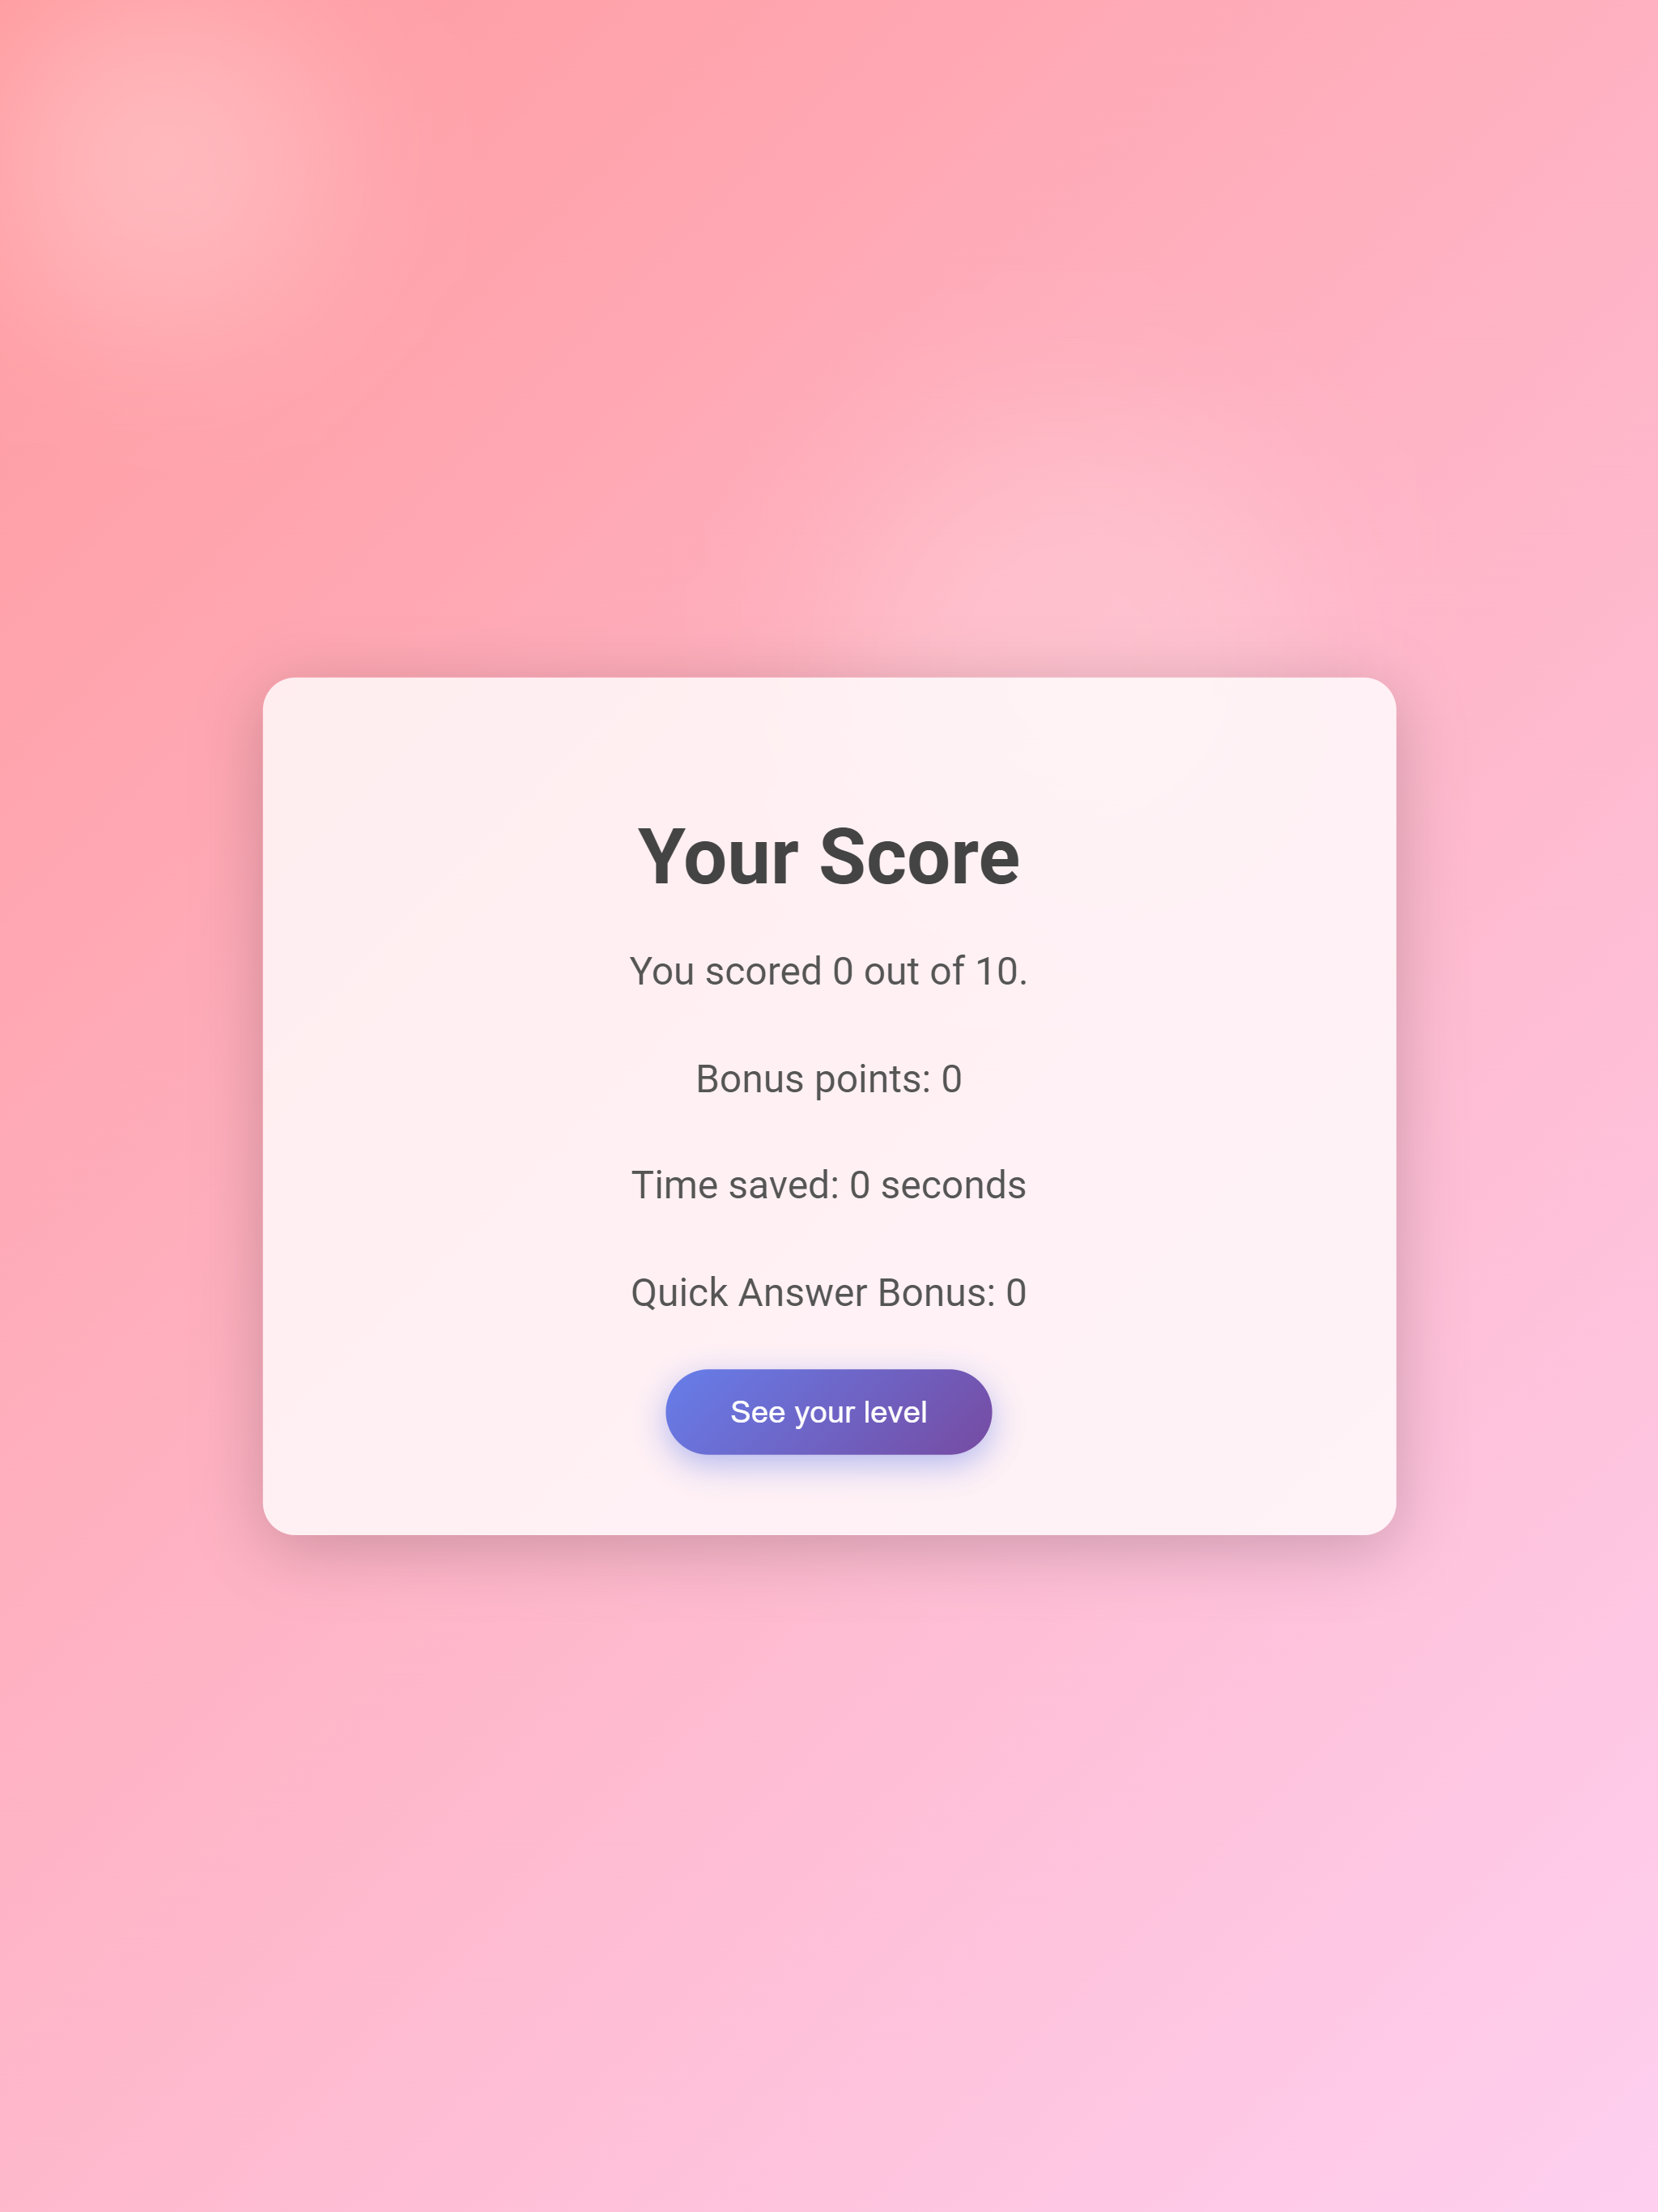 Your Score
You scored 0 out of 10.
Bonus points: 0
Time saved: 0 seconds
Quick Answer Bonus: 0
See your level